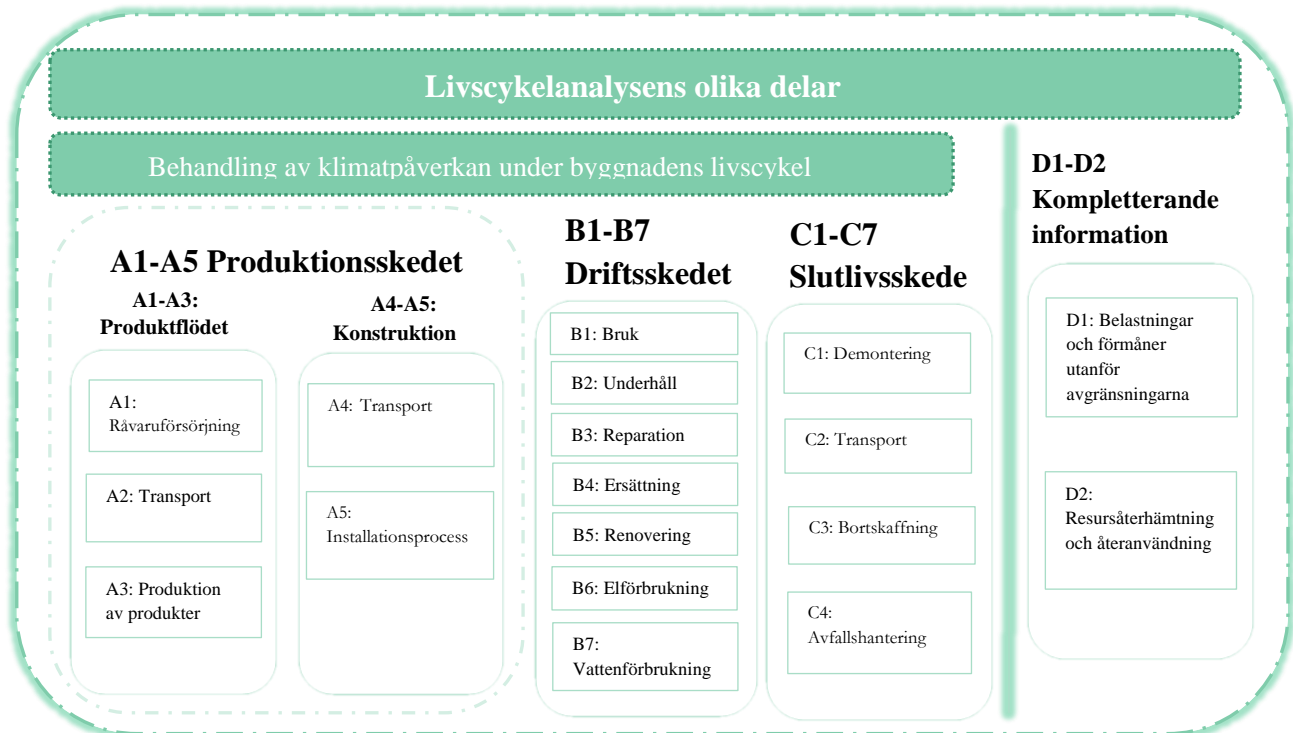 Livscykelanalysens olika delar
Behandling av klimatpåverkan under byggnadens livscykel
A1-A5 Produktionsskedet
A1-A3:
Produktflödet
A1:
Råvaruförsörjning
A2: Transport
A3: Produktion
av produkter
A4-A5:
Konstruktion
A4: Transport
A5:
Installationsprocess
B1-B7
Driftsskedet
B1: Bruk
B2: Underhåll
B3: Reparation
B4: Ersättning
B5: Renovering
B6: Elförbrukning
B7:
Vattenförbrukning
C1-C7
Slutlivsskede
C1: Demontering
C2: Transport
C3: Bortskaffning
C4:
Avfallshantering
D1-D2
Kompletterande
information
D1: Belastningar
och förmåner
utanför
avgränsningarna
D2:
Resursåterhämtning
och återanvändning